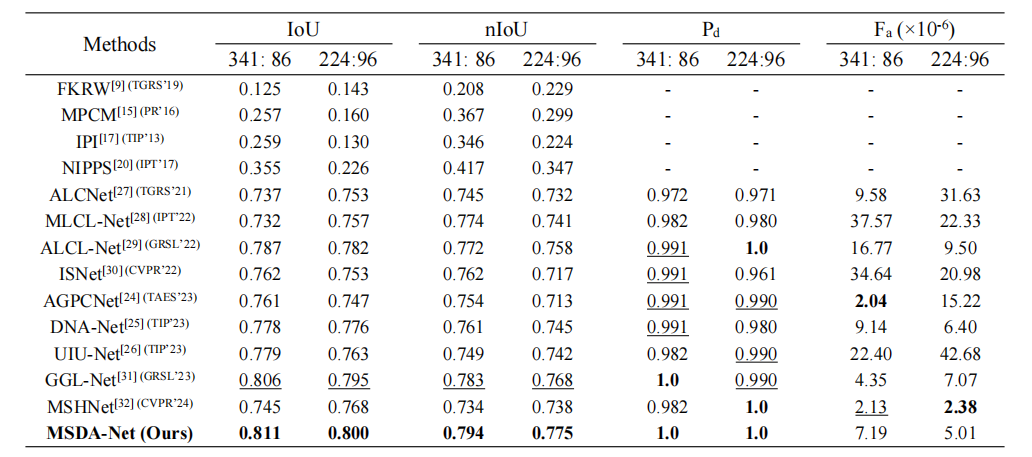 Methods IoU nIoU Pd Fa (×10-6)
341: 86 224:96 341: 86 224:96 341: 86 224:96 341: 86 224:96
FKRW[9] (TGRS'19) 0.125 0.143 0.208 0.229 - - - -
MPCM[15] (PR'16) 0.257 0.160 0.367 0.299 - - - -
IPI[17] (TIP'13) 0.259 0.130 0.346 0.224 - - - -
NIPPS[20] (IPT'17) 0.355 0.226 0.417 0.347 - - - -
ALCNet[27] (TGRS'21) 0.737 0.753 0.745 0.732 0.972 0.971 9.58 31.63
MLCL-Net[28] (IPT'22) 0.732 0.757 0.774 0.741 0.982 0.980 37.57 22.33
ALCL-Net[29] (GRSL'22) 0.787 0.782 0.772 0.758 0.991 1.0 16.77 9.50
ISNet[30] (CVPR'22) 0.762 0.753 0.762 0.717 0.991 0.961 34.64 20.98
AGPCNet[24] (TAES'23) 0.761 0.747 0.754 0.713 0.991 0.990 2.04 15.22
DNA-Net[25] (TIP'23) 0.778 0.776 0.761 0.745 0.991 0.980 9.14 6.40
UIU-Net[26] (TIP'23) 0.779 0.763 0.749 0.742 0.982 0.990 22.40 42.68
GGL-Net[31] (GRSL'23) 0.806 0.795 0.783 0.768 1.0 0.990 4.35 7.07
MSHNet[32] (CVPR'24) 0.745 0.768 0.734 0.738 0.982 1.0 2.13 2.38
MSDA-Net (Ours) 0.811 0.800 0.794 0.775 1.0 1.0 7.19 5.01